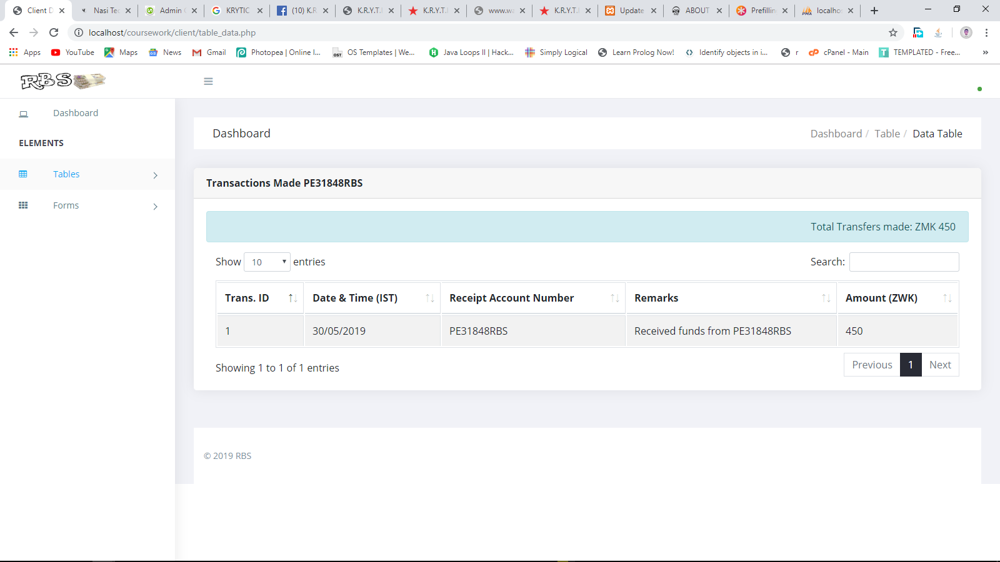 Client D
Nasi Tec
Admin
KRYTIC
(10) K.R
K.R.Y.T.
K.R.Y.T.
www.wa
K.R.Y.T.
Update
ABOUT
Prefillin
localhos
localhost/coursework/client/table_data.php
Apps
YouTube
Maps
News
Gmail
Photopea | Online I...
OS Templates | We...
Java Loops II | Hack...
Simply Logical
Learn Prolog Now!
Identify objects in i...
r
cPanel - Main
TEMPLATED - Free...
RBS
Dashboard
ELEMENTS
Tables
Forms
Dashboard
Dashboard / Table / Data Table
Transactions Made PE31848RBS
Total Transfers made: ZMK 450
Show 10 entries
Search:
Trans. ID Date & Time (IST) Receipt Account Number Remarks Amount (ZWK)
1 30/05/2019 PE31848RBS Received funds from PE31848RBS 450
Showing 1 to 1 of 1 entries
Previous 1 Next
© 2019 RBS